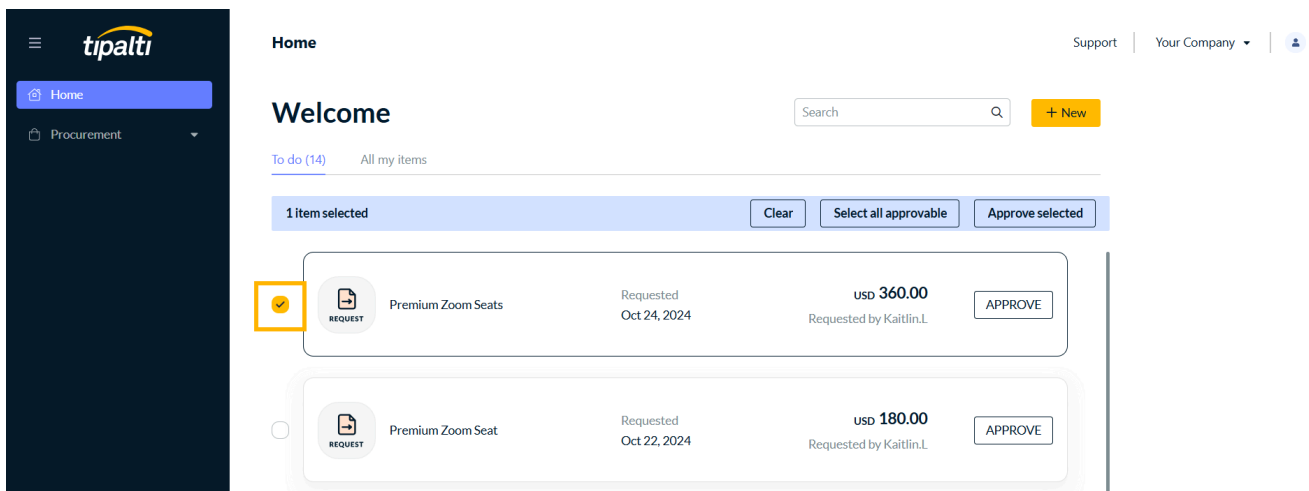 tipalti
Home
Support
Your Company
Home
Procurement
Welcome
Search
+ New
To do (14)
All my items
1 item selected
Clear
Select all approvable
Approve selected
REQUEST
Premium Zoom Seats
Requested
Oct 24, 2024
USD 360.00
Requested by Kaitlin.L
APPROVE
REQUEST
Premium Zoom Seat
Requested
Oct 22, 2024
USD 180.00
Requested by Kaitlin.L
APPROVE